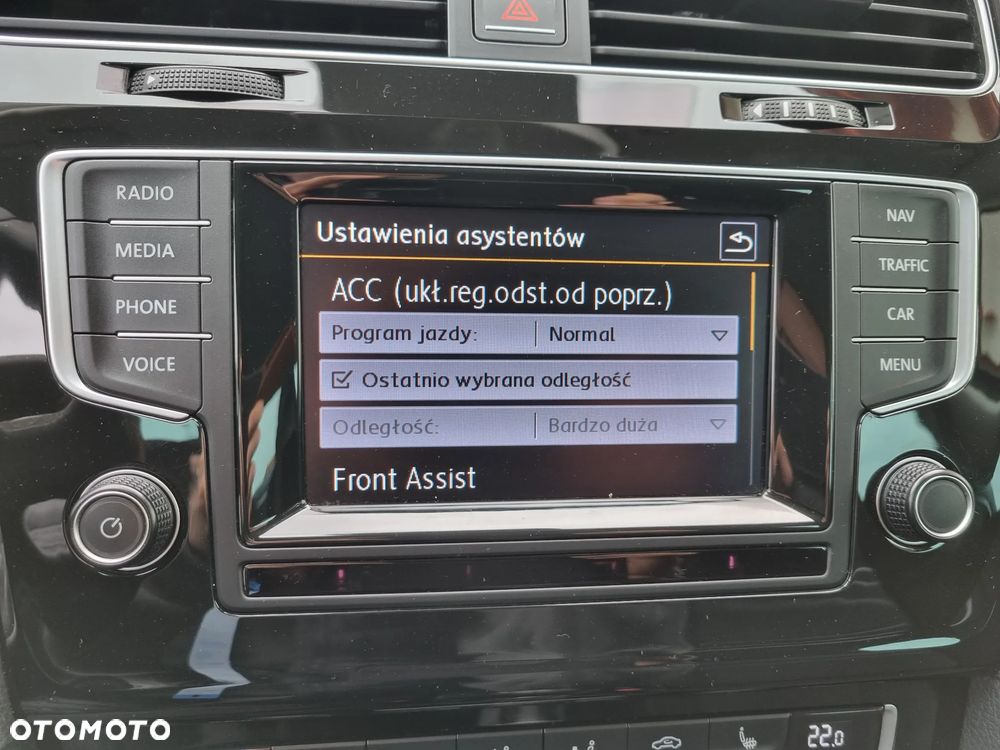 RADIO
MEDIA
PHONE
VOICE
Ustawienia asystentów
ACC (ukł.reg.odst.od poprz.)
Program jazdy: Normal
Ostatnio wybrana odległość
Odległość: Bardzo duża
Front Assist
NAV
TRAFFIC
CAR
MENU
22.0
OTOMOTO